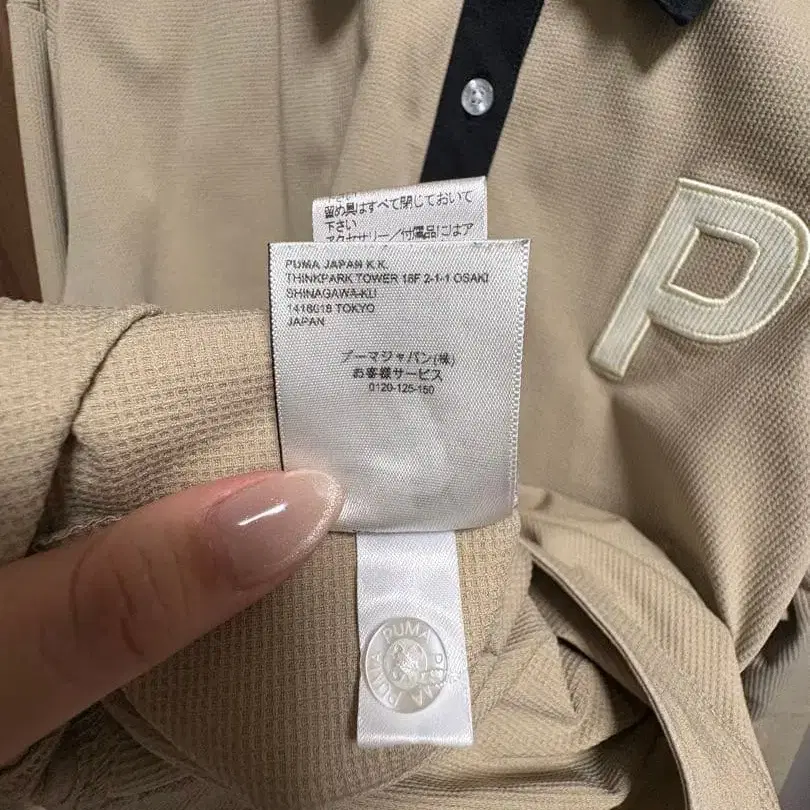 留め具はすべて閉じておいて
下さい
アクセサリー/付属品にはア
PUMA JAPAN K.K.
THINKPARK TOWER 18F 2-1-1 OSAKI
SHINAGAWA-KU
1416018 TOKYO
JAPAN
プーマジャパン(株)
お客様サービス
0120-125-150
P
PUMA PUMA PUMA